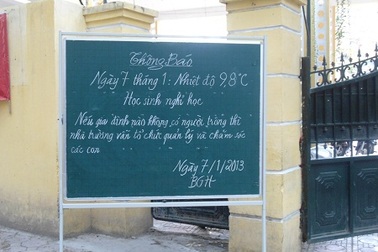 Thông Báo
Ngày 7 tháng 1: Nhiệt độ 9,8°C
Học sinh nghỉ học
Nếu gia đình nào không có người trông thì
nhà trường vẫn tổ chức quản lý và chăm sóc
các con
Ngày 7/1/2013
BGH